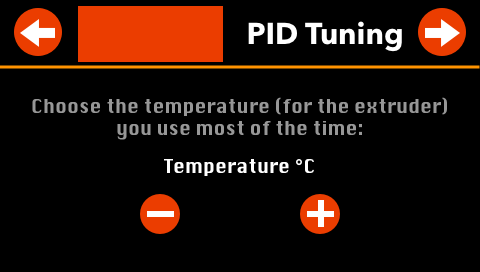 PID Tuning
Choose the temperature (for the extruder)
you use most of the time:
Temperature °C